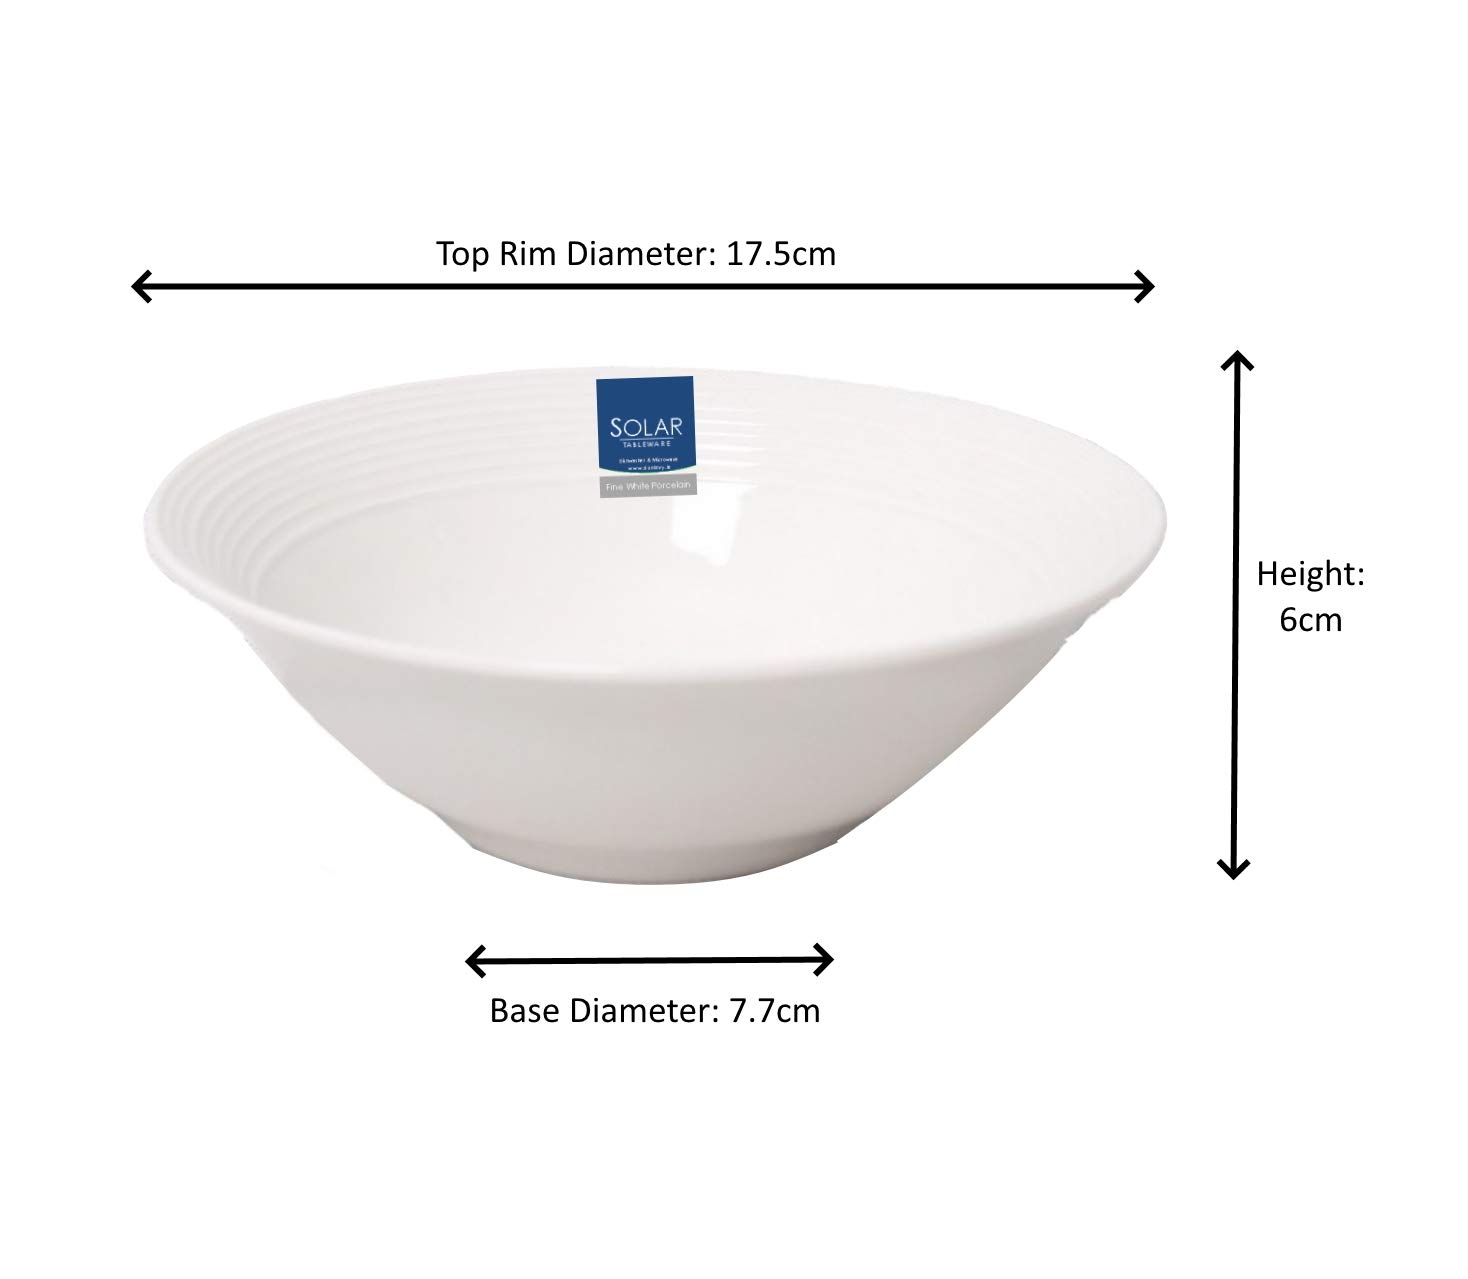 Top Rim Diameter: 17.5cm
SOLAR
TABLEWARE
Fine White Porcelain
Height:
6cm
Base Diameter: 7.7cm